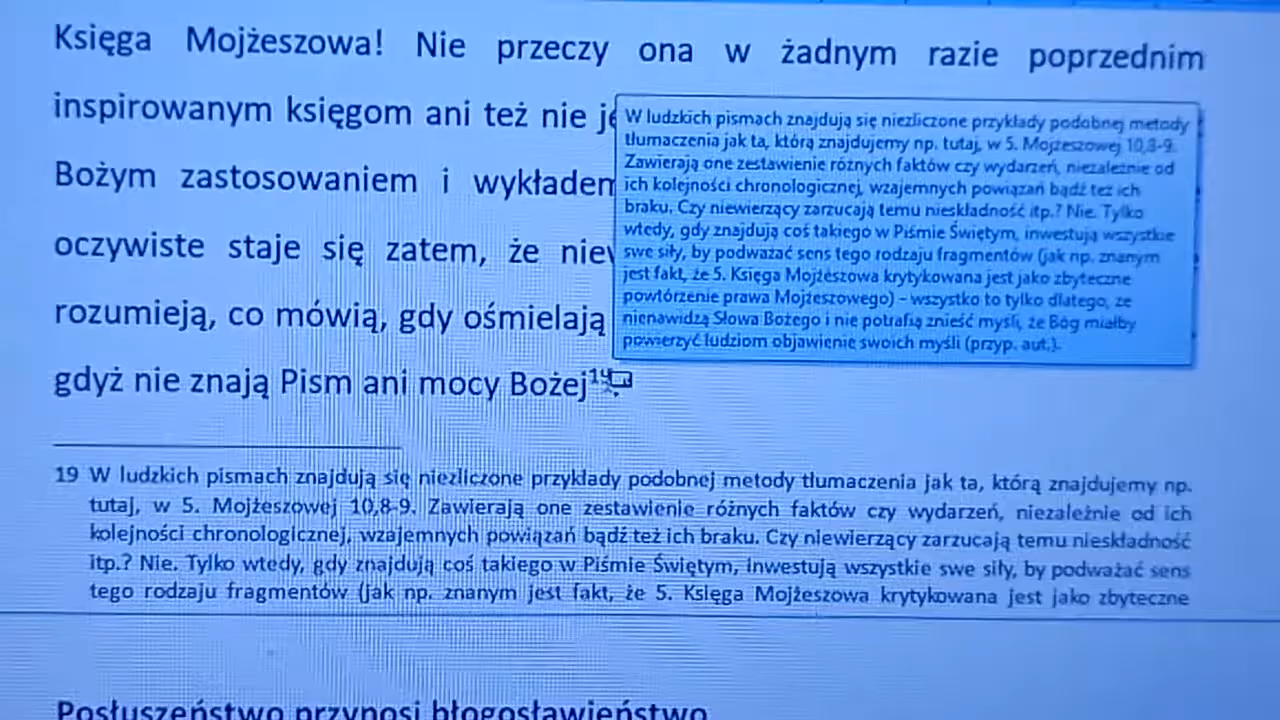 Księga Mojżeszowa! Nie przeczy ona w żadnym razie poprzednim
inspirowanym księgom ani też nie
Bożym zastosowaniem i
oczywiste staje się zatem, że
rozumieją, co mówią, gdy ośmielają
gdyż nie znają Pism ani mocy Bożej
W ludzkich pismach znajdują się niezliczone przykłady podobnej metody
tłumaczenia jak ta, którą znajdujemy np. tutaj, w 5. Mojżeszowej 10,8-9.
Zawierają one zestawienie różnych faktów czy wydarzeń, niezależnie od
ich kolejności chronologicznej, wzajemnych powiązań bądź też ich
braku. Czy niewierzący zarzucają temu nieskładność itp.? Nie. Tylko
wtedy, gdy znajdują coś takiego w Piśmie Świętym, inwestują wszystkie
swe siły, by podważać sens tego rodzaju fragmentów (jak np. znanym
jest fakt, że 5. Księga Mojżeszowa krytykowana jest jako zbyteczne
powtórzenie prawa Mojżeszowego) – wszystko to tylko dlatego, że
nienawidzą Słowa Bożego i nie potrafią znieść myśli, że Bóg miałby
powierzyć ludziom objawienie swoich myśli (przyp. aut.).
19 W ludzkich pismach znajdują się niezliczone przykłady podobnej metody tłumaczenia jak ta, którą znajdujemy np.
tutaj, w 5. Mojżeszowej 10,8-9. Zawierają one zestawienie różnych faktów czy wydarzeń, niezależnie od ich
kolejności chronologicznej, wzajemnych powiązań bądź też ich braku. Czy niewierzący zarzucają temu nieskładność
itp.? Nie. Tylko wtedy, gdy znajdują coś takiego w Piśmie Świętym, inwestują wszystkie swe siły, by podważać sens
tego rodzaju fragmentów (jak np. znanym jest fakt, że 5. Księga Mojżeszowa krytykowana jest jako zbyteczne
Posłuszeństwo przynosi błogosławieństwo